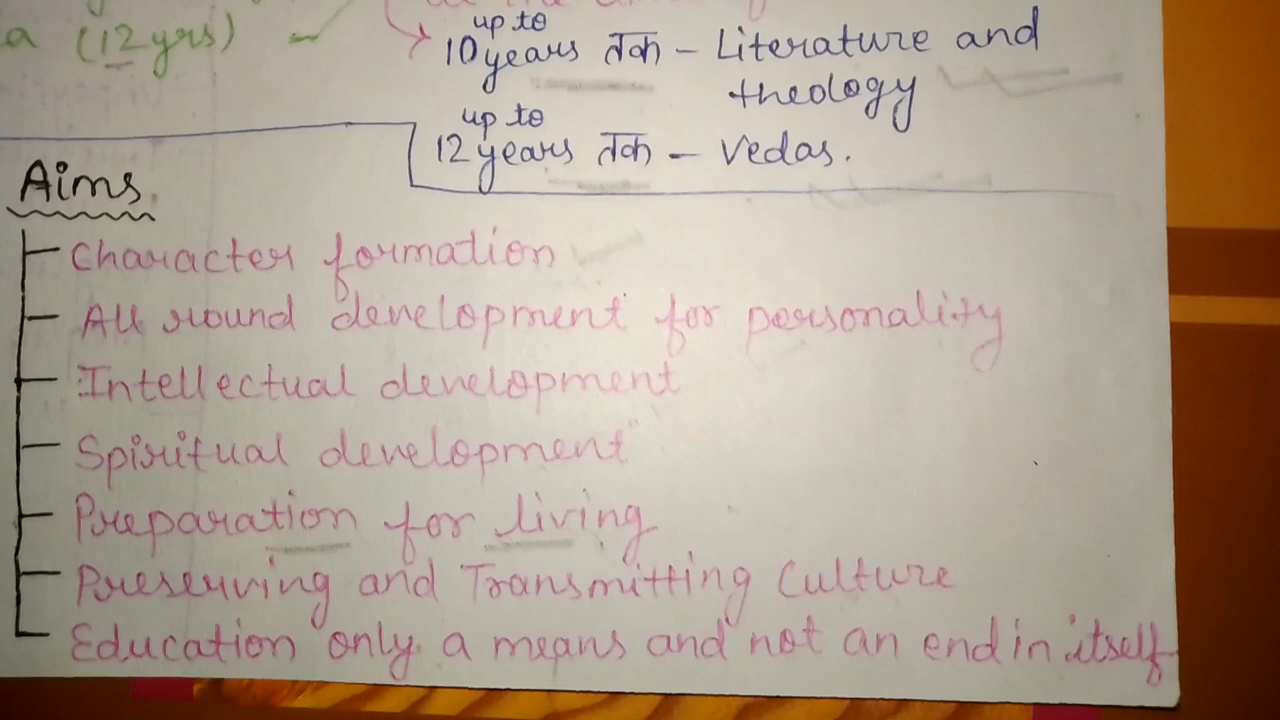 a (12 yrs)
up to
10 years तक - Literature and
theology
up to
12 years तक - Vedas.
Aims
Character formation
All round development for personality
Intellectual development
Spiritual development
Preparation for living
Preserving and Transmitting Culture
Education only a means and not an end in itself